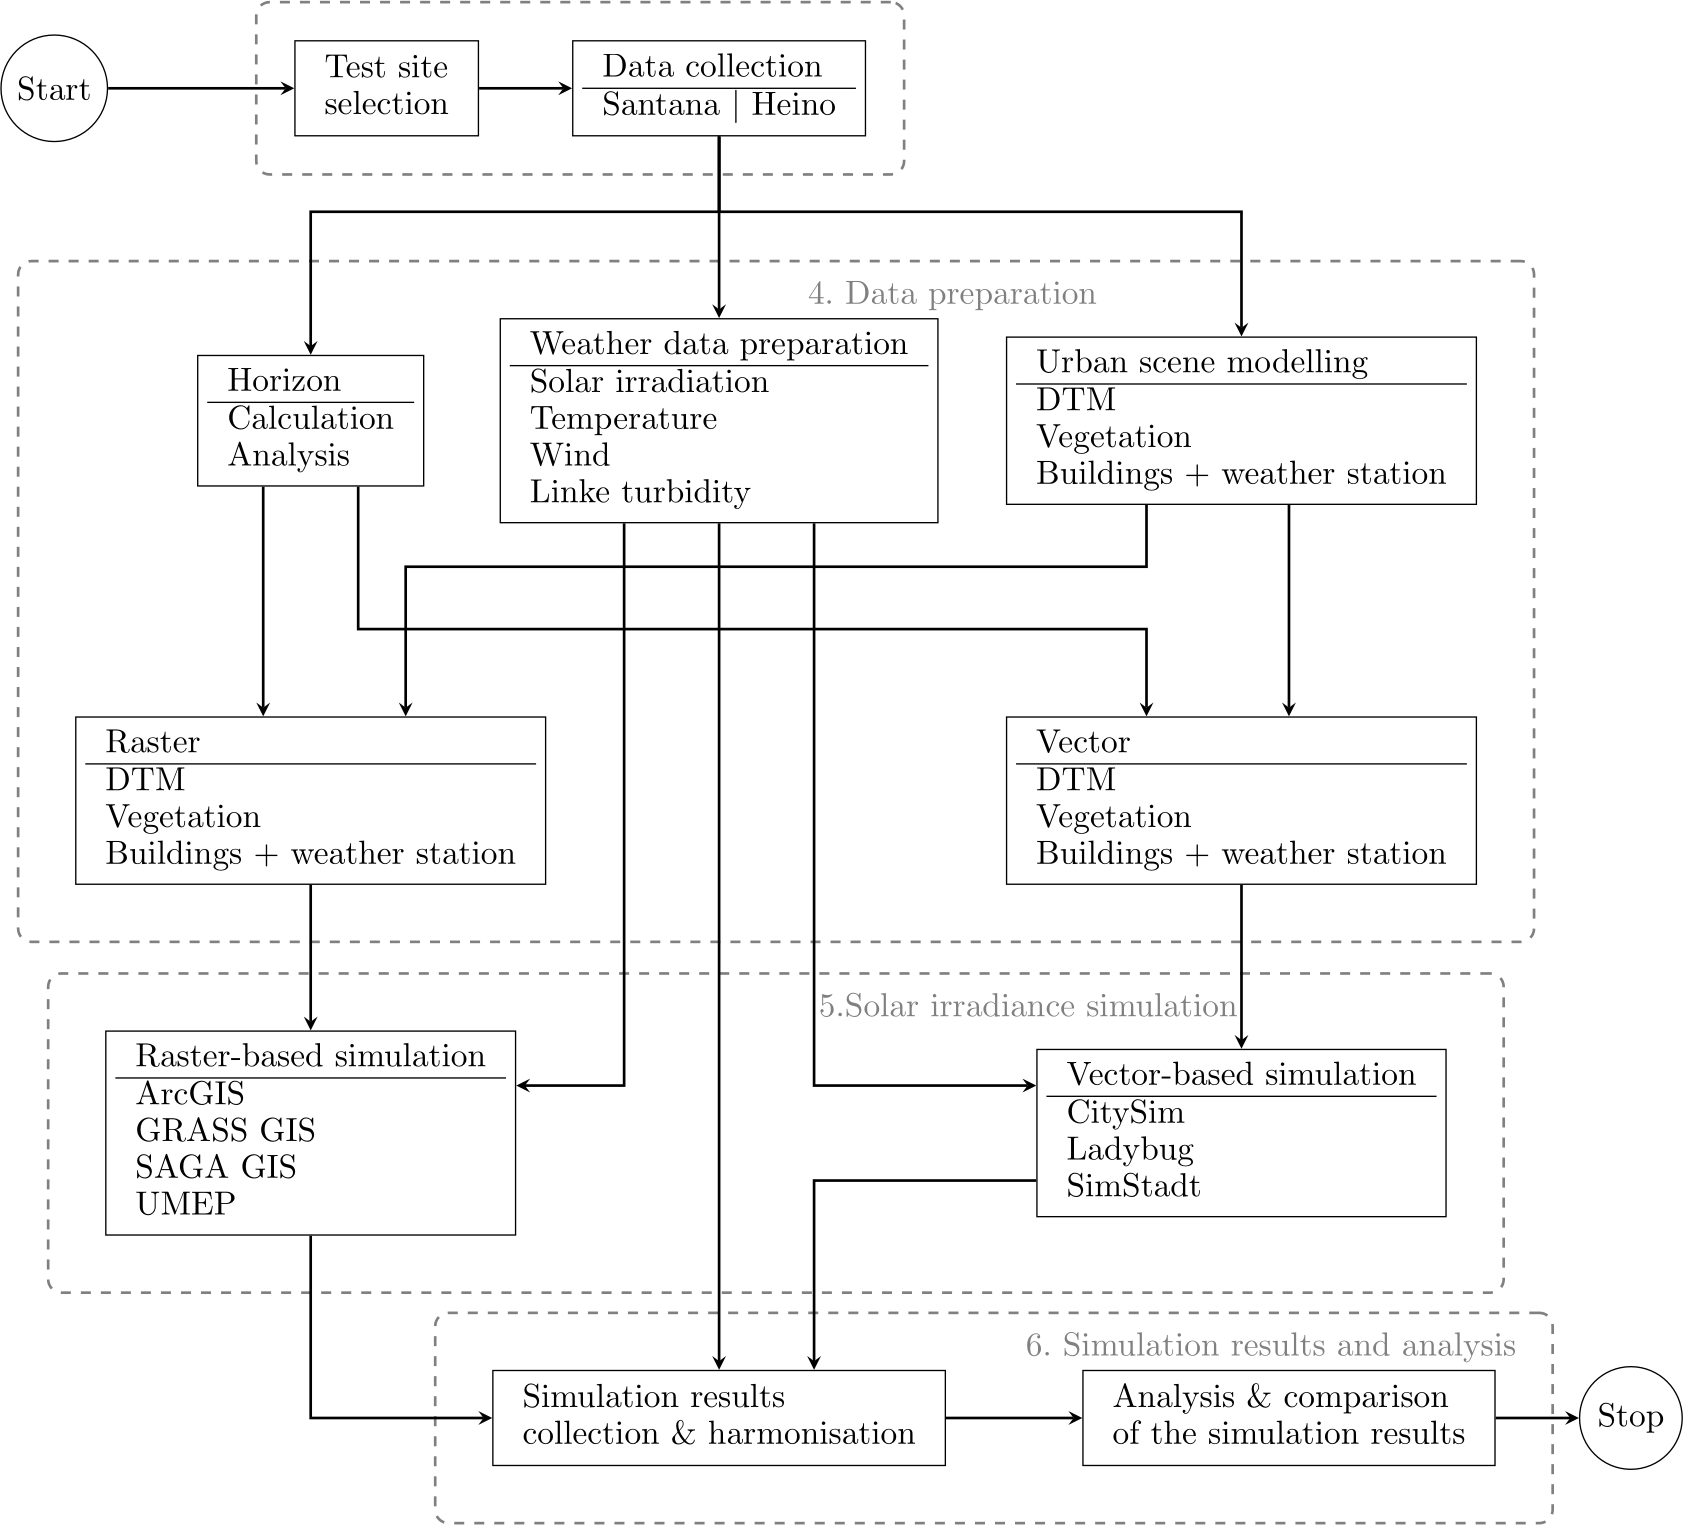 Start
Test site
selection
Data collection
Santana | Heino
4. Data preparation
Horizon
Calculation
Analysis
Weather data preparation
Solar irradiation
Temperature
Wind
Linke turbidity
Urban scene modelling
DTM
Vegetation
Buildings + weather station
Raster
DTM
Vegetation
Buildings + weather station
Vector
DTM
Vegetation
Buildings + weather station
5.Solar irradiance simulation
Raster-based simulation
ArcGIS
GRASS GIS
SAGA GIS
UMEP
Vector-based simulation
CitySim
Ladybug
SimStadt
6. Simulation results and analysis
Simulation results
collection & harmonisation
Analysis & comparison
of the simulation results
Stop